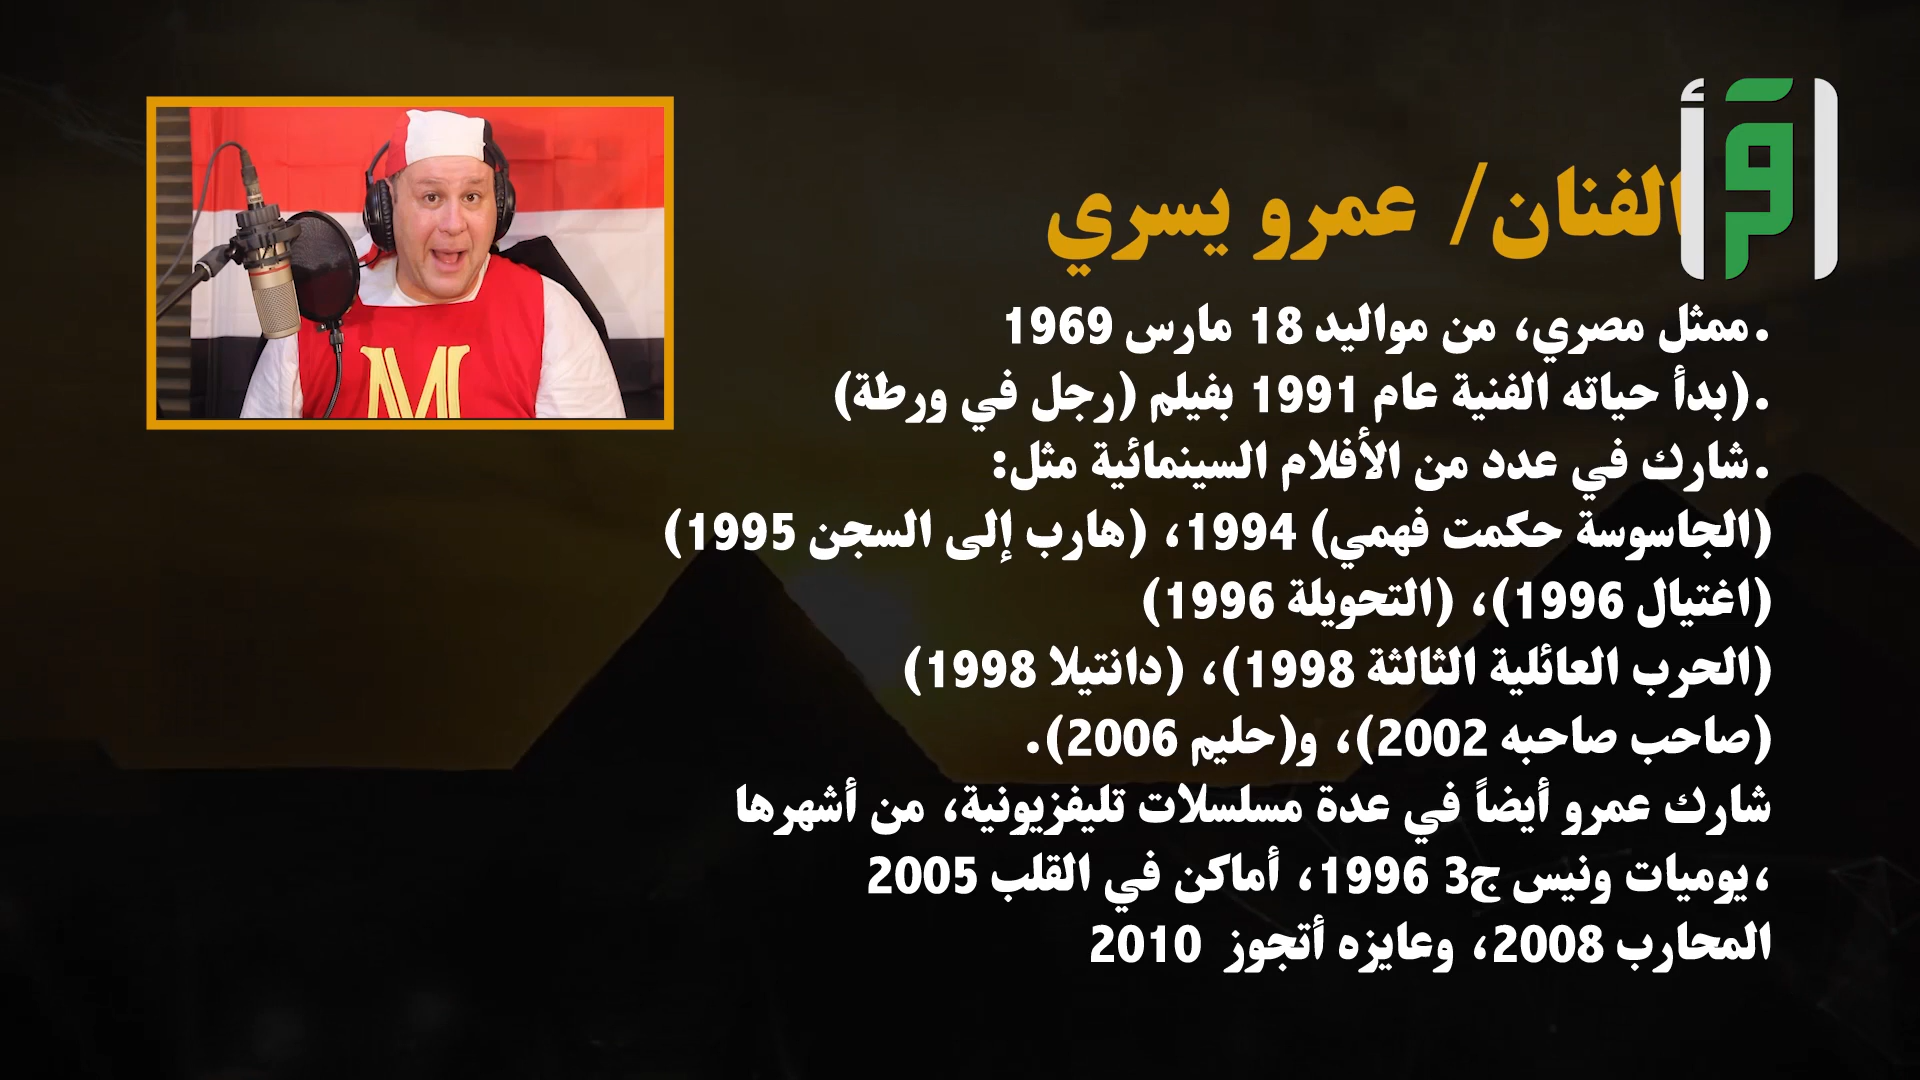 اقرأ
الفنان/ عمرو يسري
.ممثل مصري، من مواليد 18 مارس 1969
.(بدأ حياته الفنية عام 1991 بفيلم (رجل في ورطة)
.شارك في عدد من الأفلام السينمائية مثل:
(الجاسوسة حكمت فهمي) 1994، (هارب إلى السجن 1995)
(اغتيال 1996)، (التحويلة 1996)
(الحرب العائلية الثالثة 1998)، (دانتيلا 1998)
(صاحب صاحبه 2002)، و(حليم 2006).
شارك عمرو أيضاً في عدة مسلسلات تليفزيونية، من أشهرها
،يوميات ونيس ج3 1996، أماكن في القلب 2005
المحارب 2008، وعايزه أتجوز 2010
M